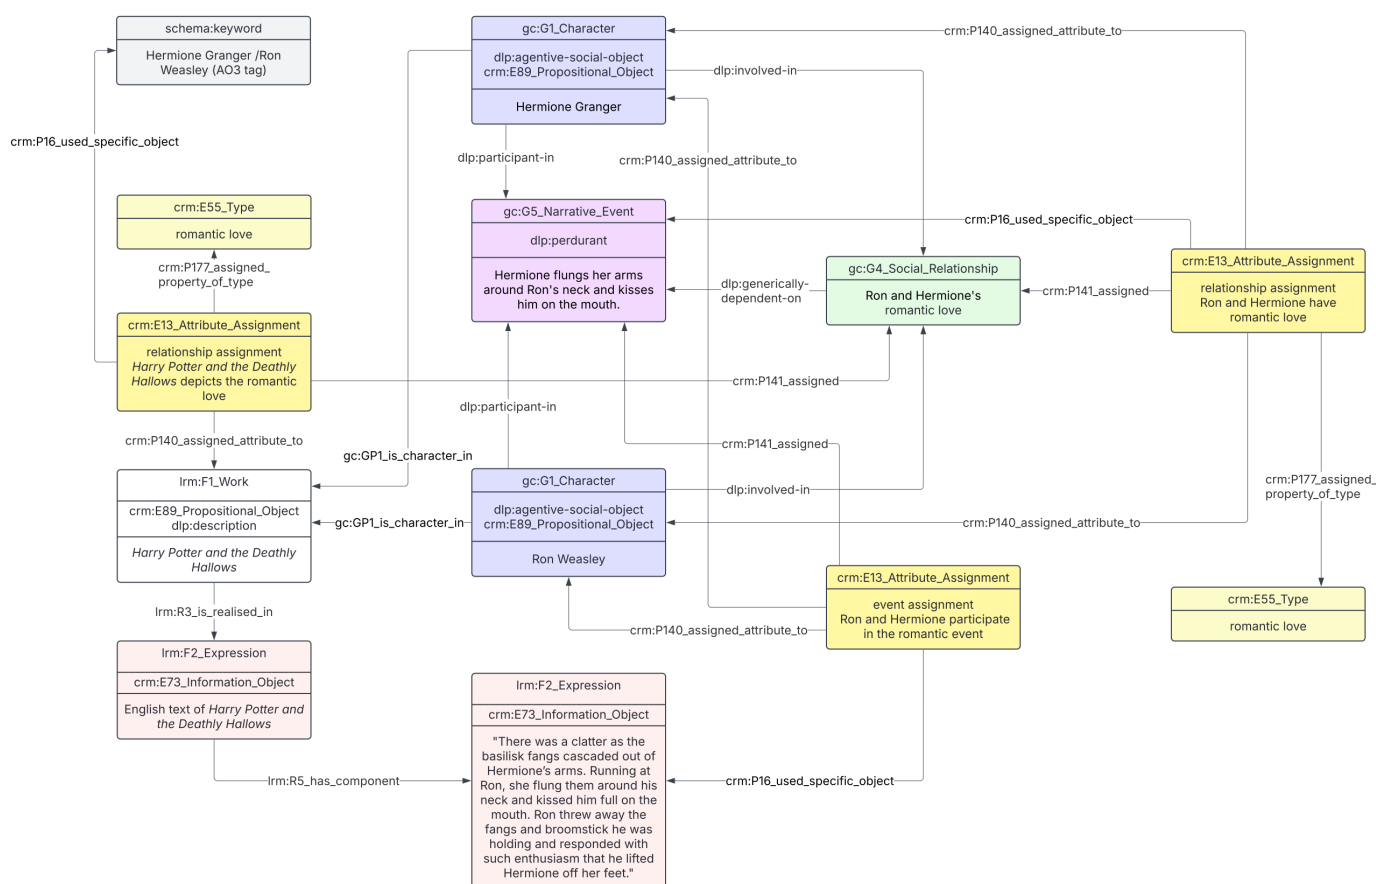 schema:keyword
Hermione Granger /Ron
Weasley (AO3 tag)
gc:G1_Character
dlp:agentive-social-object
crm:E89_Propositional_Object
Hermione Granger
crm:P140_assigned_attribute_to
dlp:involved-in
crm:P16_used_specific_object
dlp:participant-in
crm:P140_assigned_attribute_to
crm:E55_Type
romantic love
gc:G5_Narrative_Event
dlp:perdurant
Hermione flungs her arms
around Ron's neck and kisses
him on the mouth.
crm:P16_used_specific_object
crm:P177_assigned_
property_of_type
dlp:generically-
dependent-on
gc:G4_Social_Relationship
Ron and Hermione's
romantic love
crm:P141_assigned
crm:E13_Attribute_Assignment
relationship assignment
Ron and Hermione have
romantic love
crm:E13_Attribute_Assignment
relationship assignment
Harry Potter and the Deathly
Hallows depicts the romantic
love
crm:P141_assigned
dlp:participant-in
crm:P140_assigned_attribute_to
crm:P141_assigned
gc:GP1_is_character_in
lrm:F1_Work
crm:E89_Propositional_Object
dlp:description
Harry Potter and the Deathly
Hallows
gc:GP1_is_character_in
gc:G1_Character
dlp:agentive-social-object
crm:E89_Propositional_Object
Ron Weasley
dlp:involved-in
crm:P177_assigned_
property_of_type
crm:P140_assigned_attribute_to
crm:E13_Attribute_Assignment
event assignment
Ron and Hermione participate
in the romantic event
crm:E55_Type
romantic love
lrm:R3_is_realised_in
crm:P140_assigned_attribute_to
lrm:F2_Expression
crm:E73_Information_Object
English text of Harry Potter and
the Deathly Hallows
lrm:F2_Expression
crm:E73_Information_Object
"There was a clatter as the
basilisk fangs cascaded out of
Hermione's arms. Running at
Ron, she flung them around his
neck and kissed him full on the
mouth. Ron threw away the
fangs and broomstick he was
holding and responded with
such enthusiasm that he lifted
Hermione off her feet."
lrm:R5_has_component
crm:P16_used_specific_object